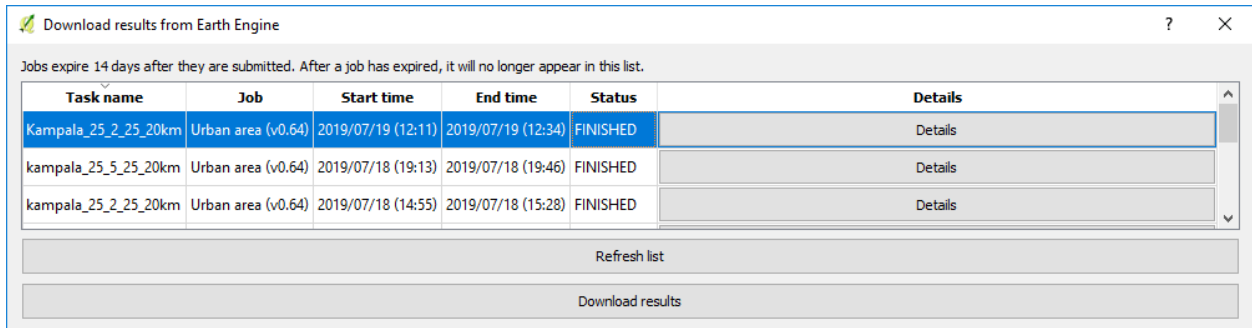 Download results from Earth Engine
Jobs expire 14 days after they are submitted. After a job has expired, it will no longer appear in this list.
Task name Job Start time End time Status Details
Kampala_25_2_25_20km Urban area (v0.64) 2019/07/19 (12:11) 2019/07/19 (12:34) FINISHED Details
kampala_25_5_25_20km Urban area (v0.64) 2019/07/18 (19:13) 2019/07/18 (19:46) FINISHED Details
kampala_25_2_25_20km Urban area (v0.64) 2019/07/18 (14:55) 2019/07/18 (15:28) FINISHED Details
Refresh list
Download results